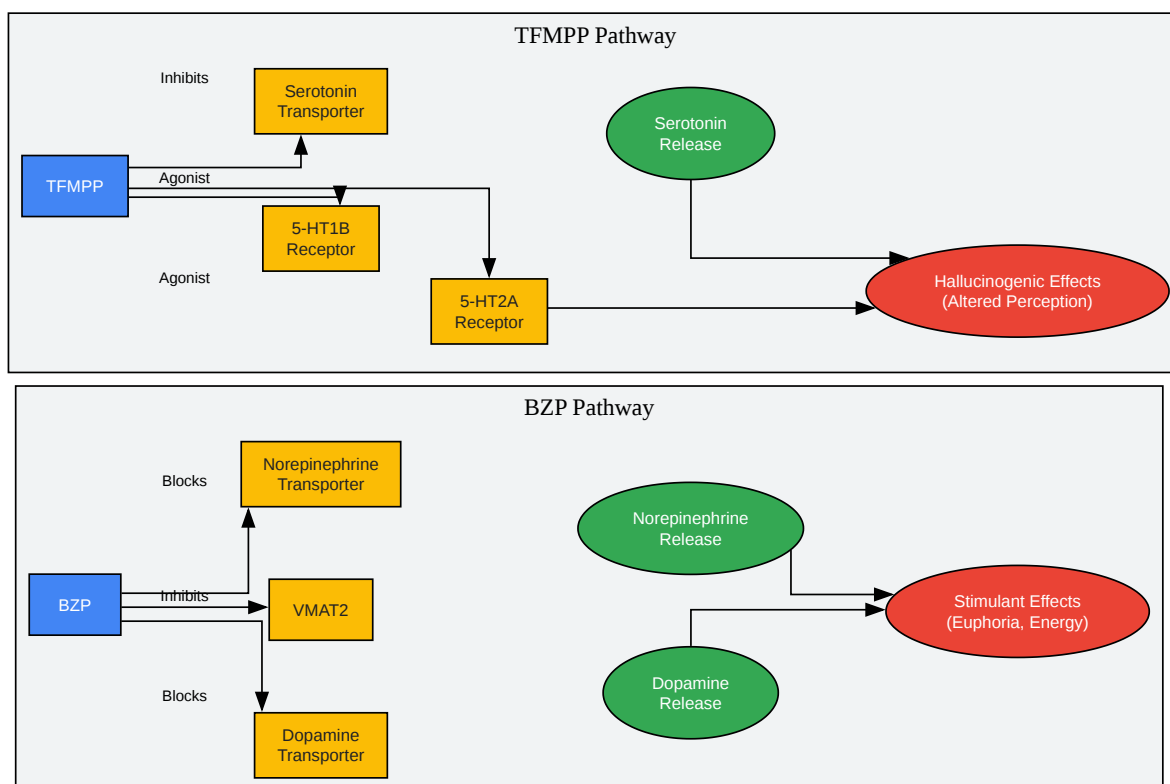 TFMPP Pathway
Inhibits
Serotonin
Transporter
Serotonin
Release
TFMPP
Agonist
5-HT1B
Receptor
Agonist
5-HT2A
Receptor
Hallucinogenic Effects
(Altered Perception)
BZP Pathway
Blocks
Norepinephrine
Transporter
Norepinephrine
Release
BZP
Inhibits
VMAT2
Stimulant Effects
(Euphoria, Energy)
Blocks
Dopamine
Release
Dopamine
Transporter